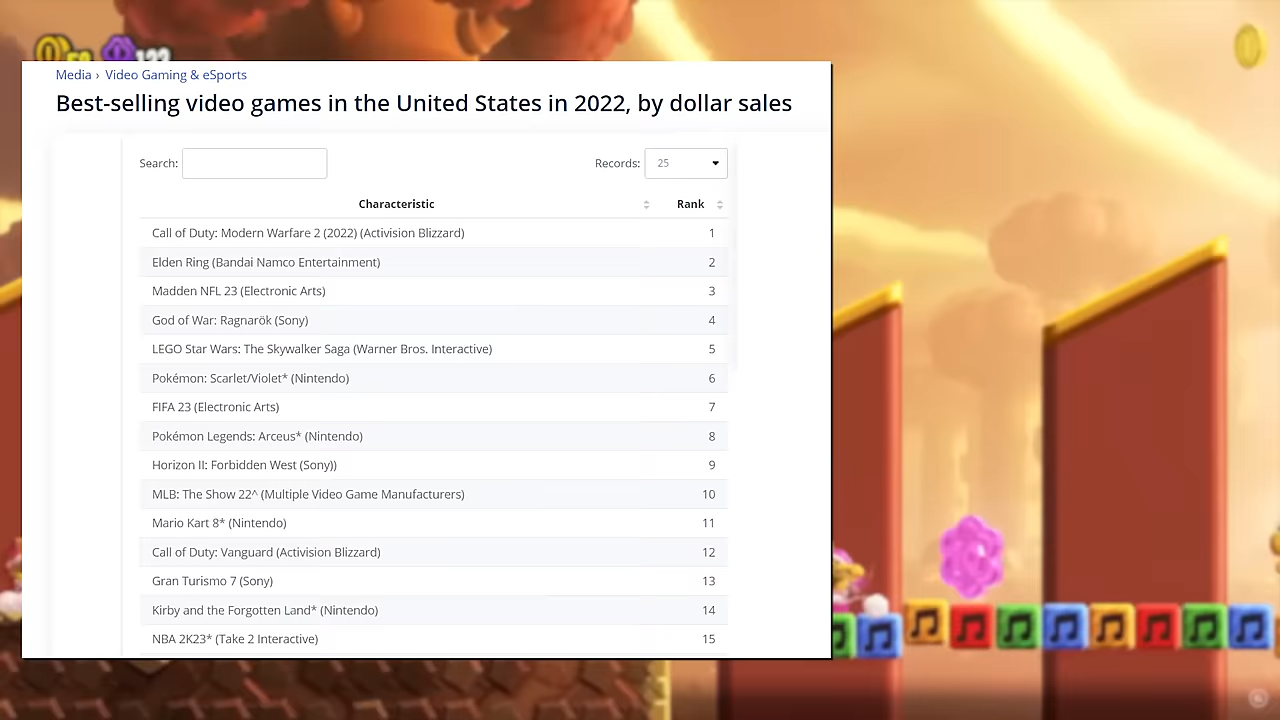 Media › Video Gaming & eSports
Best-selling video games in the United States in 2022, by dollar sales
Search:
Records: 25
Characteristic Rank
Call of Duty: Modern Warfare 2 (2022) (Activision Blizzard) 1
Elden Ring (Bandai Namco Entertainment) 2
Madden NFL 23 (Electronic Arts) 3
God of War: Ragnarök (Sony) 4
LEGO Star Wars: The Skywalker Saga (Warner Bros. Interactive) 5
Pokémon: Scarlet/Violet* (Nintendo) 6
FIFA 23 (Electronic Arts) 7
Pokémon Legends: Arceus* (Nintendo) 8
Horizon II: Forbidden West (Sony)) 9
MLB: The Show 22^ (Multiple Video Game Manufacturers) 10
Mario Kart 8* (Nintendo) 11
Call of Duty: Vanguard (Activision Blizzard) 12
Gran Turismo 7 (Sony) 13
Kirby and the Forgotten Land* (Nintendo) 14
NBA 2K23* (Take 2 Interactive) 15